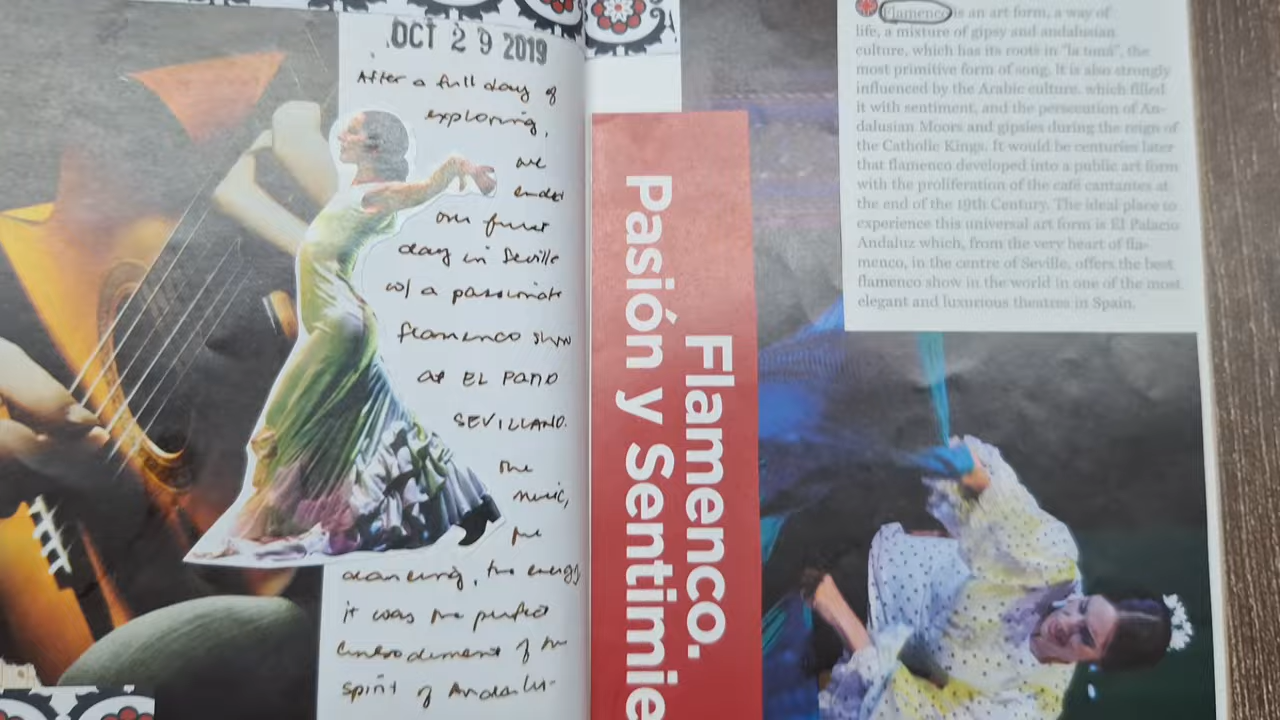 OCT 29 2019
After a full day of
exploring,
we
ended
our first
day in Seville
w/ a passionate
flamenco show
at EL PATIO
SEVILLANO.
The
music,
the
dancing, the energy
it was the perfect
embodiment of the
spirit of Andalu-
Flamenco.
Pasión y Sentimie
Flamenco is an art form, a way of
life, a mixture of gipsy and andalusian
culture, which has its roots in "la toná", the
most primitive form of song. It is also strongly
influenced by the Arabic culture, which filled
it with sentiment, and the persecution of An-
dalusian Moors and gipsies during the reign of
the Catholic Kings. It would be centuries later
that flamenco developed into a public art form
with the proliferation of the café cantantes at
the end of the 19th Century. The ideal place to
experience this universal art form is El Palacio
Andaluz which, from the very heart of fla-
menco, in the centre of Seville, offers the best
flamenco show in the world in one of the most
elegant and luxurious theatres in Spain.